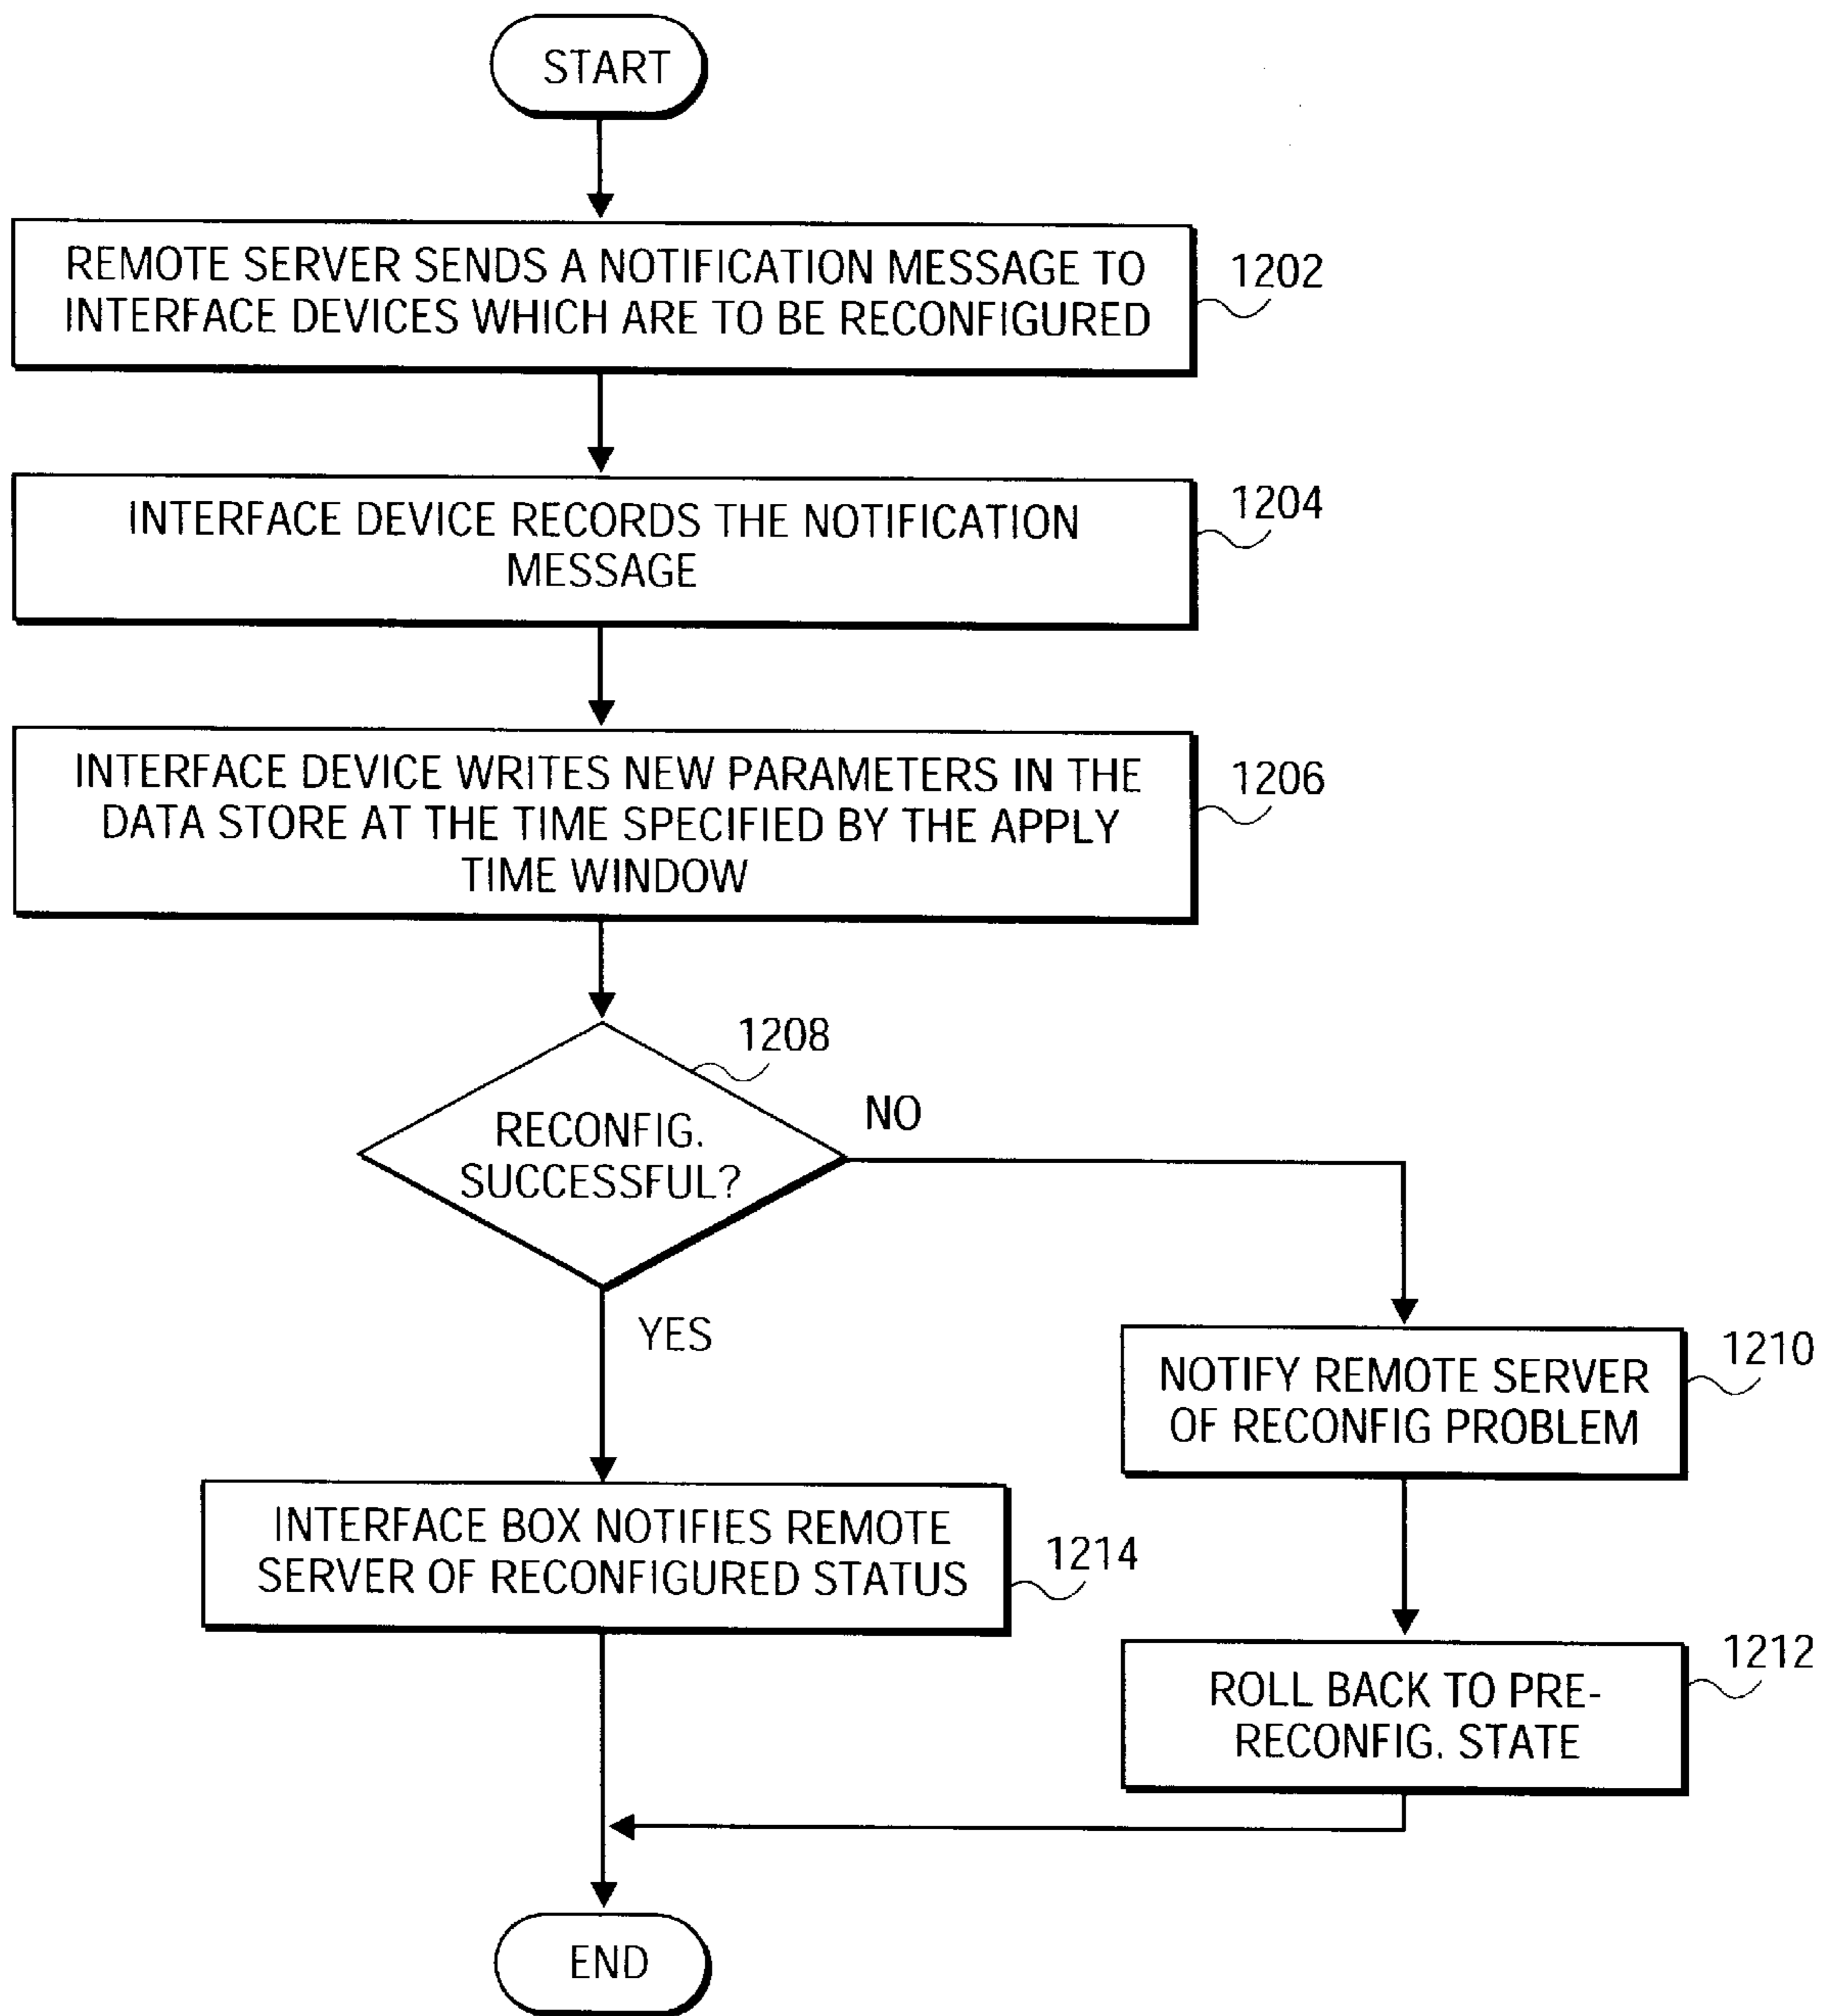 START
REMOTE SERVER SENDS A NOTIFICATION MESSAGE TO
INTERFACE DEVICES WHICH ARE TO BE RECONFIGURED
1202
INTERFACE DEVICE RECORDS THE NOTIFICATION
MESSAGE
1204
INTERFACE DEVICE WRITES NEW PARAMETERS IN THE
DATA STORE AT THE TIME SPECIFIED BY THE APPLY
TIME WINDOW
1206
1208
RECONFIG.
SUCCESSFUL?
NO
YES
NOTIFY REMOTE SERVER
OF RECONFIG PROBLEM
1210
INTERFACE BOX NOTIFIES REMOTE
SERVER OF RECONFIGURED STATUS
1214
ROLL BACK TO PRE-
RECONFIG. STATE
1212
END